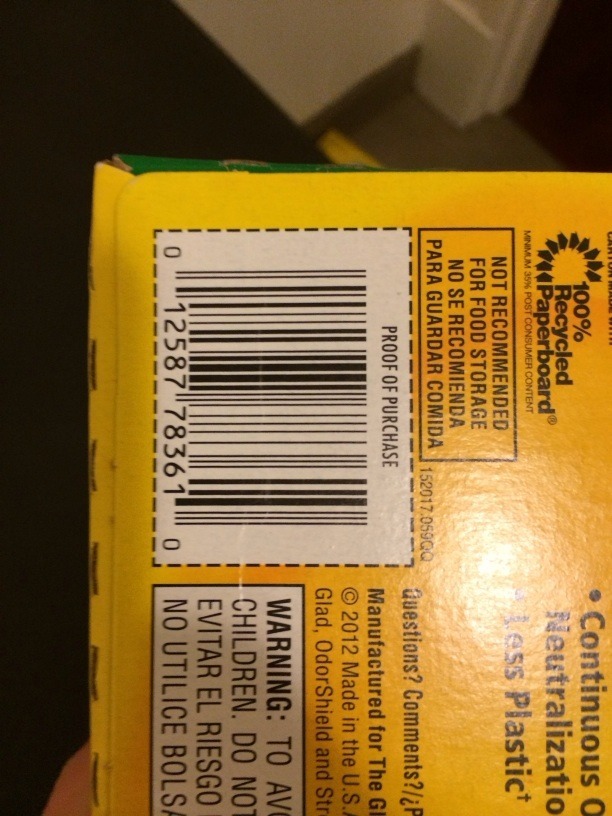 100%
Recycled
Paperboard®
MINIMUM 35% POST CONSUMER CONTENT
NOT RECOMMENDED
FOR FOOD STORAGE
NO SE RECOMIENDA
PARA GUARDAR COMIDA
152017.059QQ
PROOF OF PURCHASE
0 12587 78361 0
• Continuous O
Neutralizatio
• Less Plastic†
Questions? Comments?/¿P
Manufactured for The Gl
© 2012 Made in the U.S.A
Glad, OdorShield and Str
WARNING: TO AVO
CHILDREN. DO NOT
EVITAR EL RIESGO
NO UTILICE BOLSA